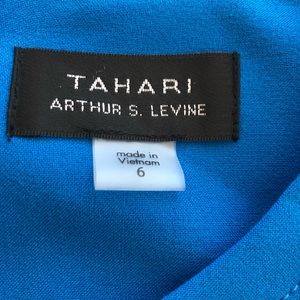 TAHARI
ARTHUR S. LEVINE
made in
Vietnam
6